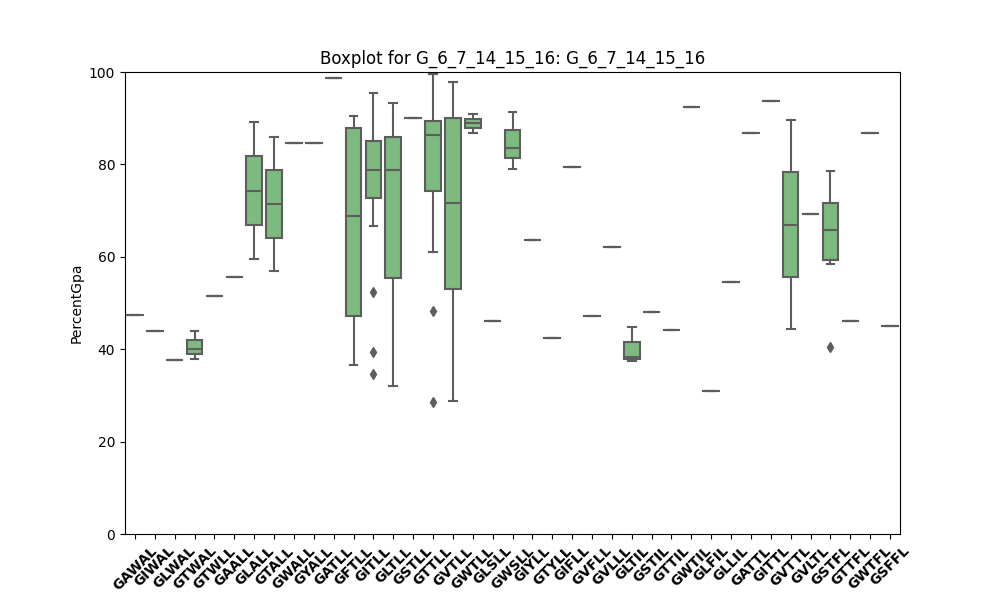 Boxplot for G_6_7_14_15_16: G_6_7_14_15_16
PercentGpa
100
80
60
40
20
0
GAWAL
GIWAL
GLWAL
GTWAL
GTWLL
GAALL
GLALL
GTALL
GWALL
GYALL
GATLL
GFTLL
GITLL
GLTLL
GSTLL
GTTLL
GVTLL
GWTLL
GLSLL
GWSLL
GIYLL
GTYLL
GIFLL
GVFLL
GVLLL
GLTIL
GSTIL
GTTIL
GWTIL
GLFIL
GLLIL
GATTL
GITTL
GVTTL
GVLTL
GSTFL
GTTFL
GWTFL
GSFFL